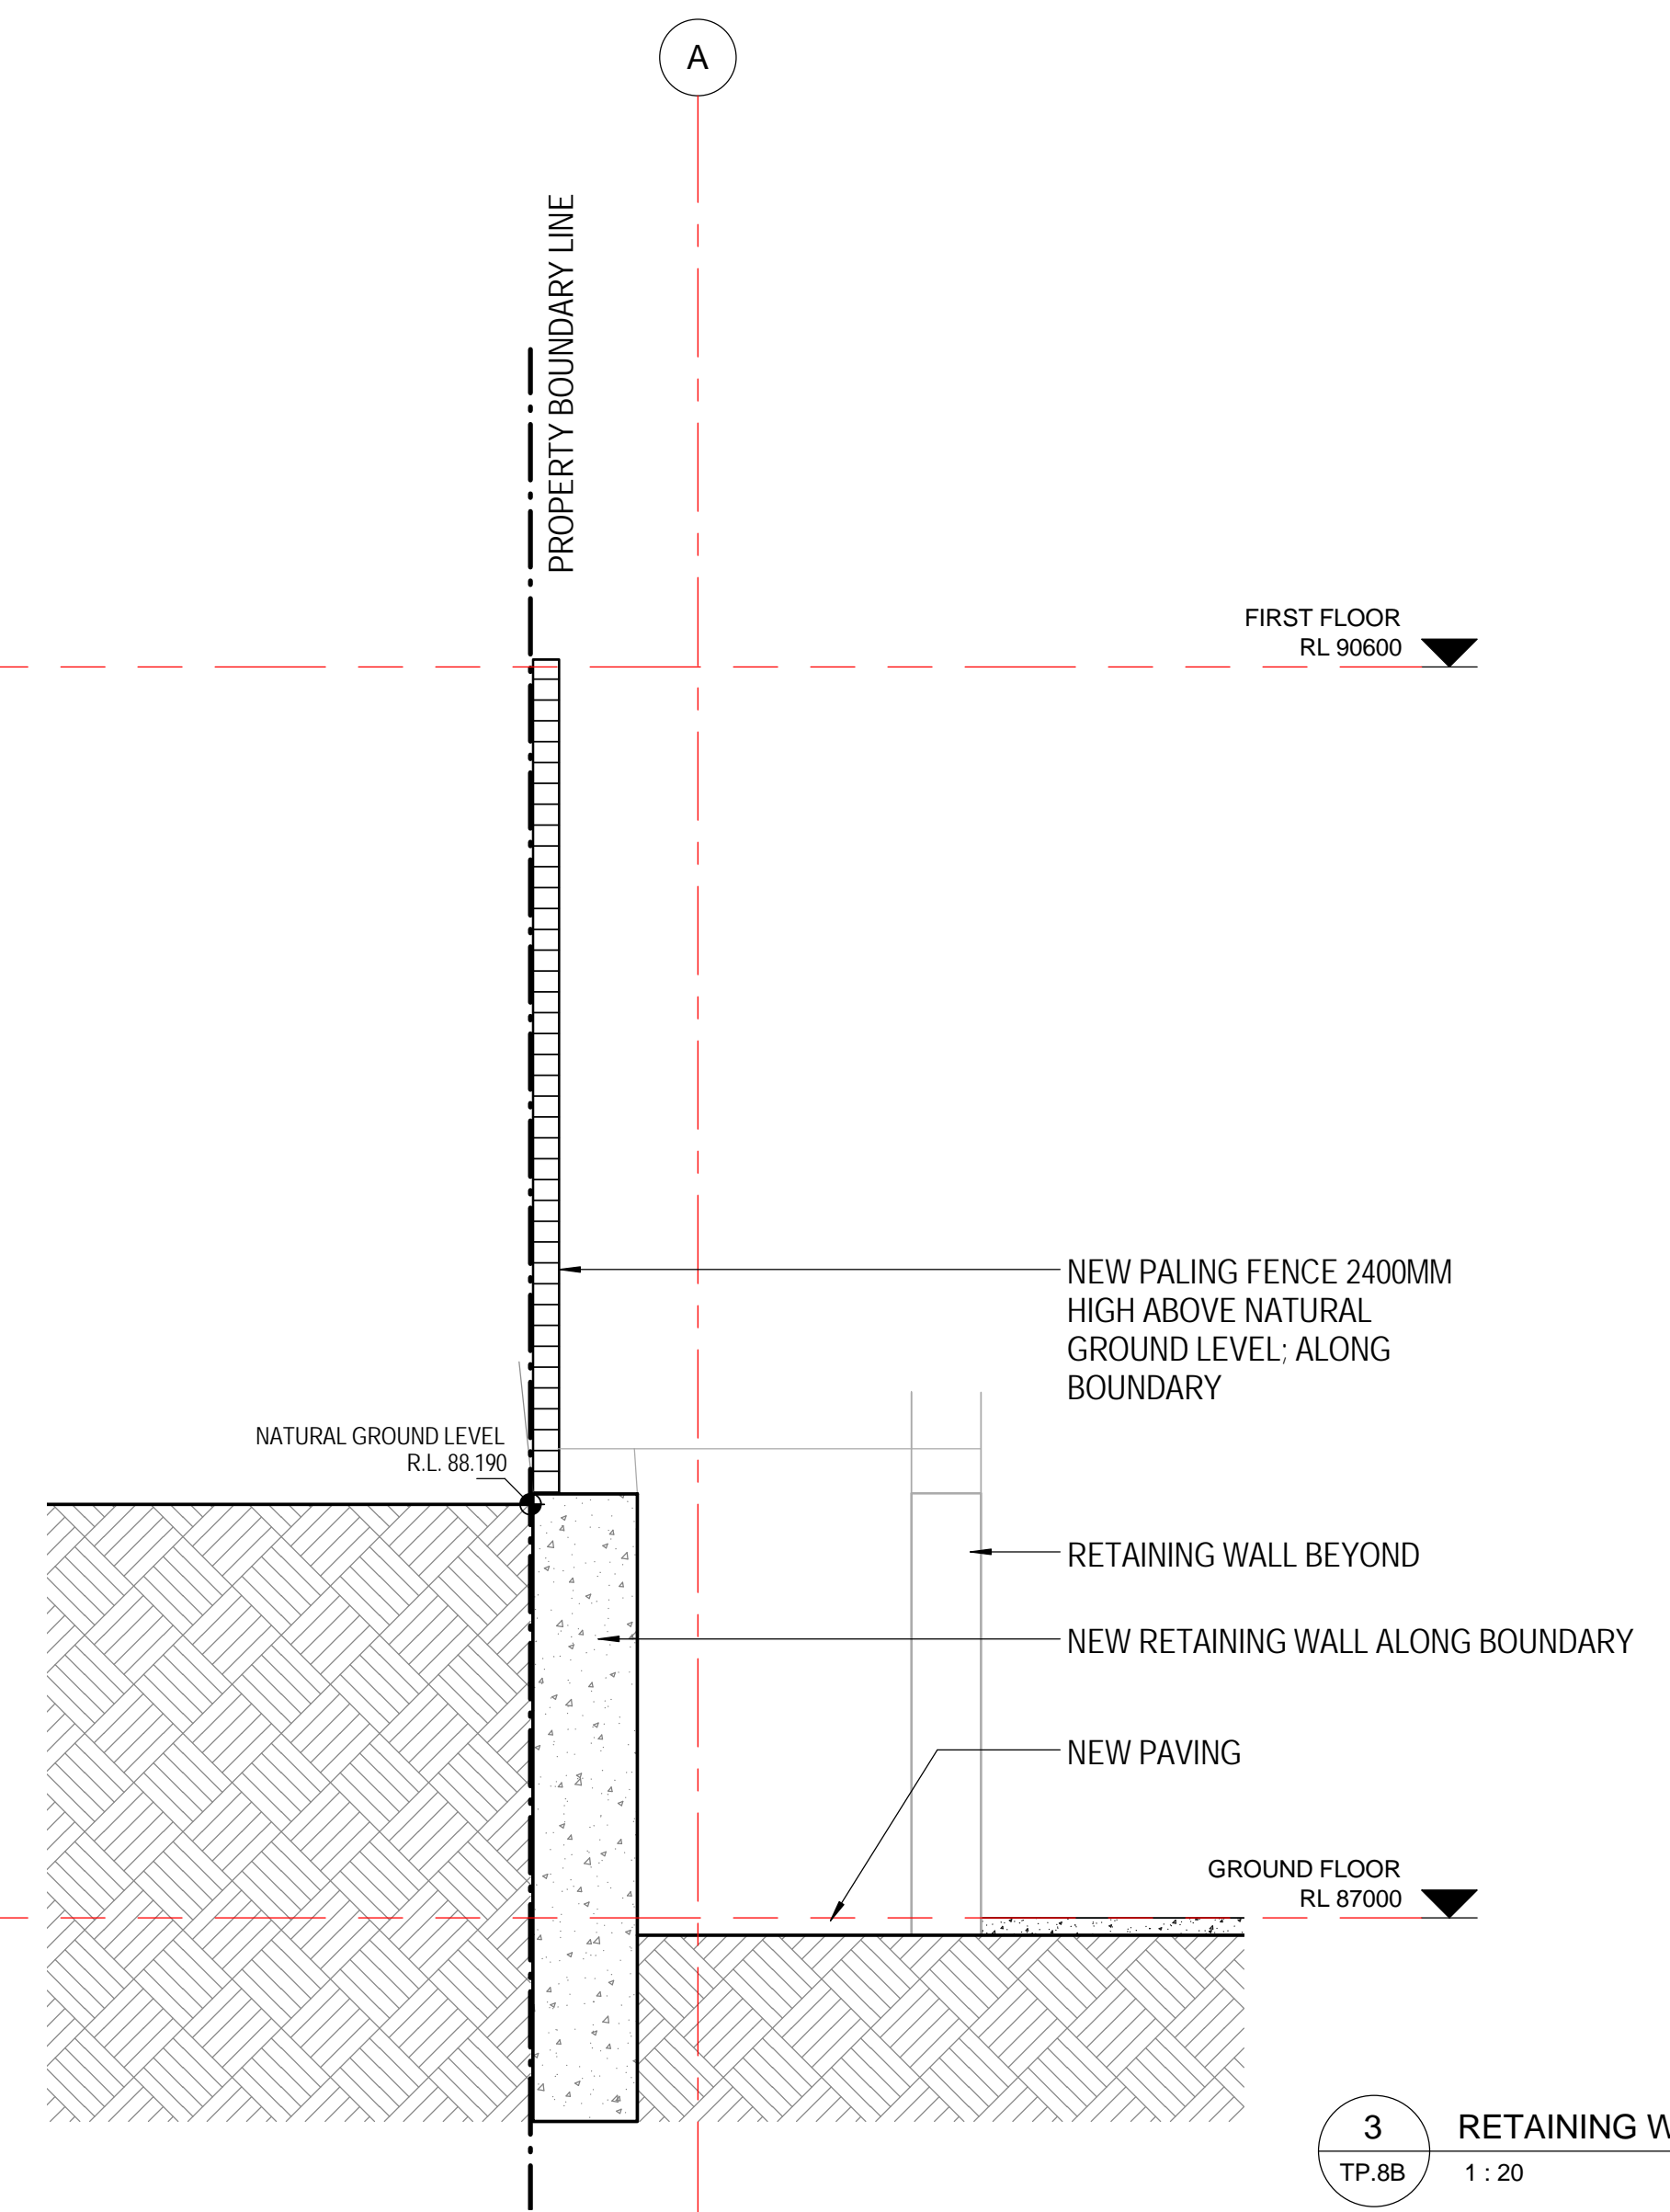 A
PROPERTY BOUNDARY LINE
FIRST FLOOR
RL 90600
NEW PALING FENCE 2400MM
HIGH ABOVE NATURAL
GROUND LEVEL; ALONG
BOUNDARY
NATURAL GROUND LEVEL
R.L. 88.190
RETAINING WALL BEYOND
NEW RETAINING WALL ALONG BOUNDARY
NEW PAVING
GROUND FLOOR
RL 87000
3
RETAINING
TP.8B
1 : 20